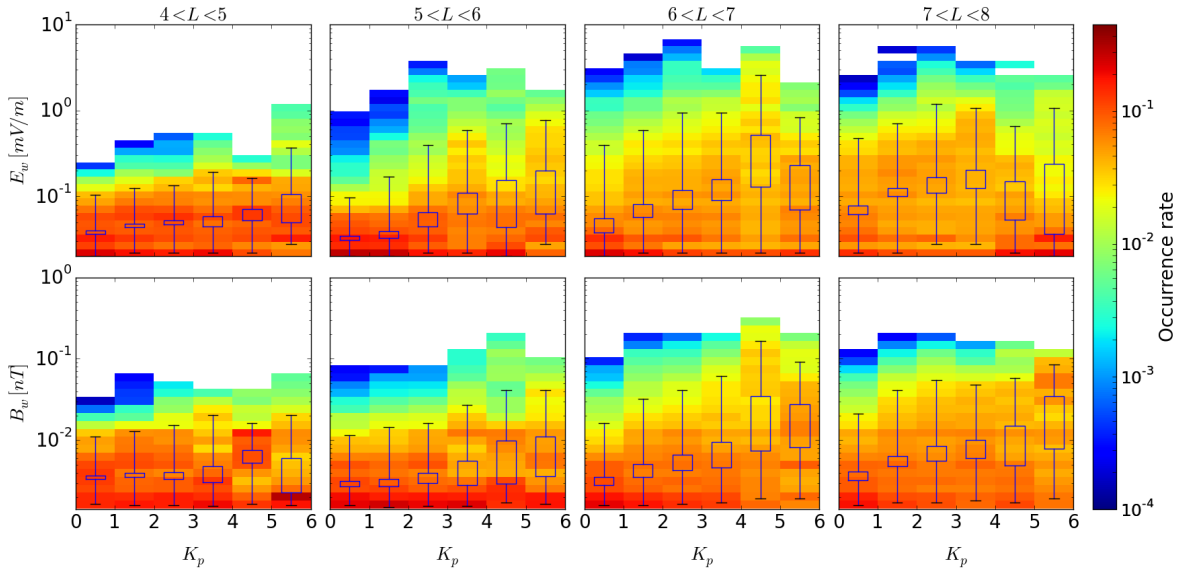 4<L<5 5<L<6 6<L<7 7<L<8
10^1
10^0
10^-1
E_w [mV/m]
10^0
10^-1
10^-2
B_w [nT]
0 1 2 3 4 5 6 0 1 2 3 4 5 6 0 1 2 3 4 5 6 0 1 2 3 4 5 6
K_p K_p K_p K_p
10^-1
10^-2
10^-3
10^-4
Occurrence rate